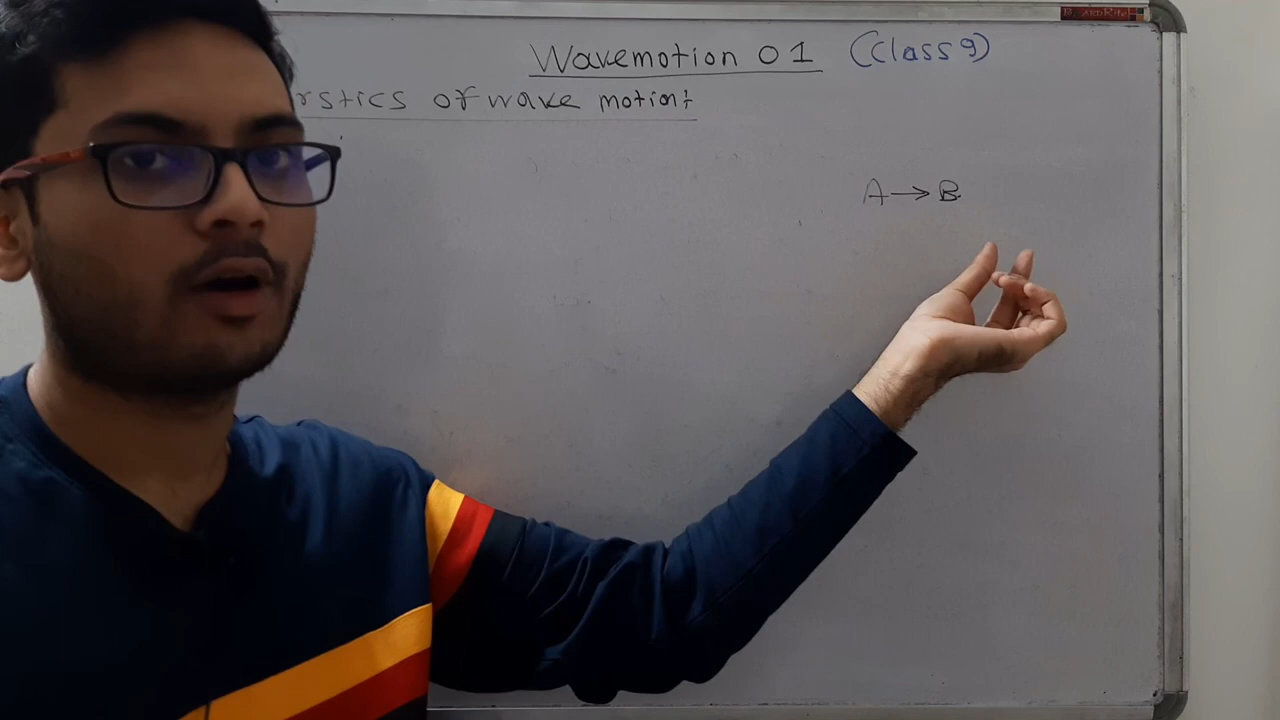 Wavemotion 01 (Class 9)
rstics of wave motion:
A → B